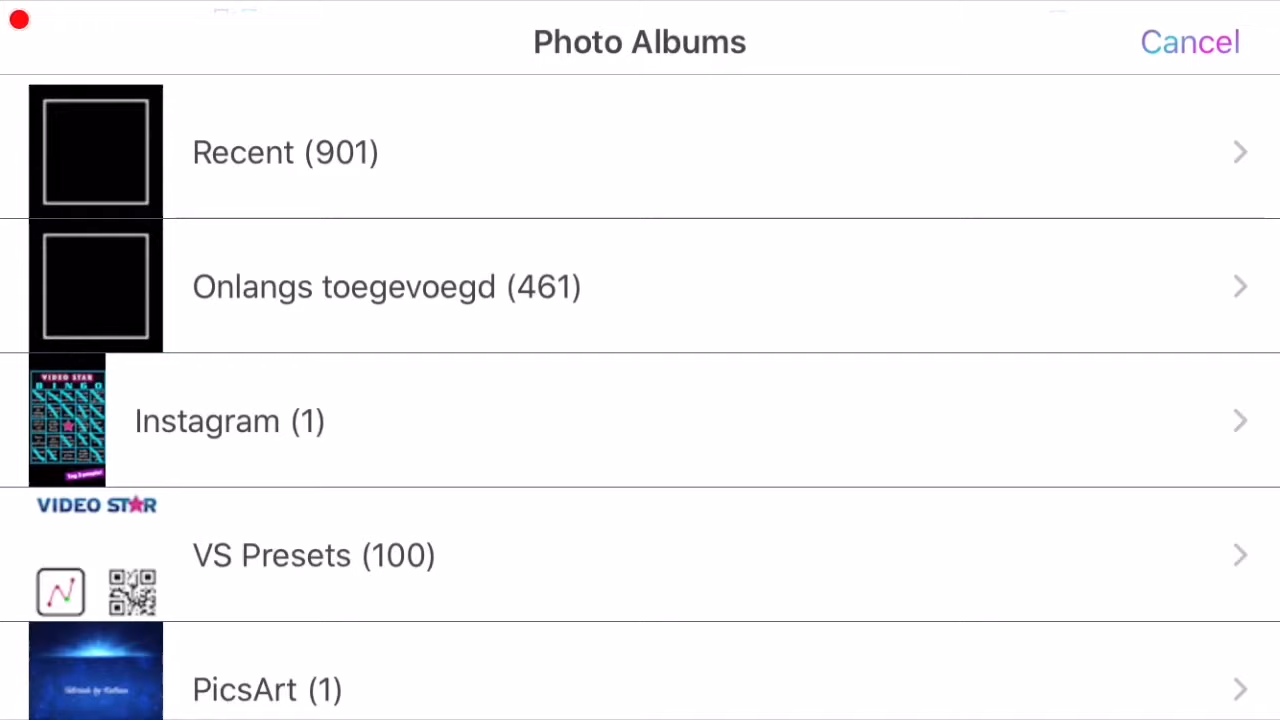 Photo Albums
Cancel
Recent (901)
Onlangs toegevoegd (461)
VIDEO STAR
BINGO
Instagram (1)
VIDEO STAR
VS Presets (100)
PicsArt (1)